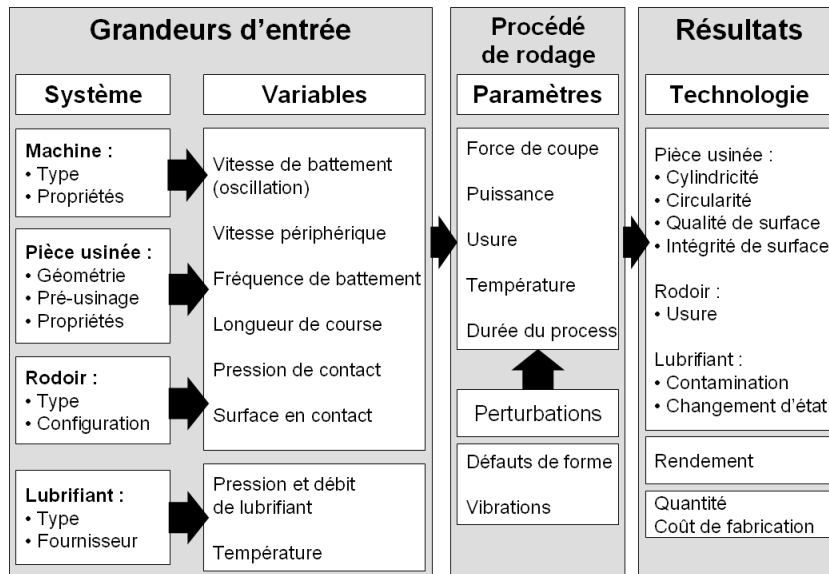 Grandeurs d'entrée
Système
Variables
Machine :
• Type
• Propriétés
Pièce usinée :
• Géométrie
• Pré-usinage
• Propriétés
Rodoir :
• Type
• Configuration
Lubrifiant :
• Type
• Fournisseur
Vitesse de battement
(oscillation)
Vitesse périphérique
Fréquence de battement
Longueur de course
Pression de contact
Surface en contact
Pression et débit
de lubrifiant
Température
Procédé
de rodage
Paramètres
Force de coupe
Puissance
Usure
Température
Durée du process
Perturbations
Défauts de forme
Vibrations
Résultats
Technologie
Pièce usinée :
• Cylindricité
• Circularité
• Qualité de surface
• Intégrité de surface
Rodoir :
• Usure
Lubrifiant :
• Contamination
• Changement d'état
Rendement
Quantité
Coût de fabrication